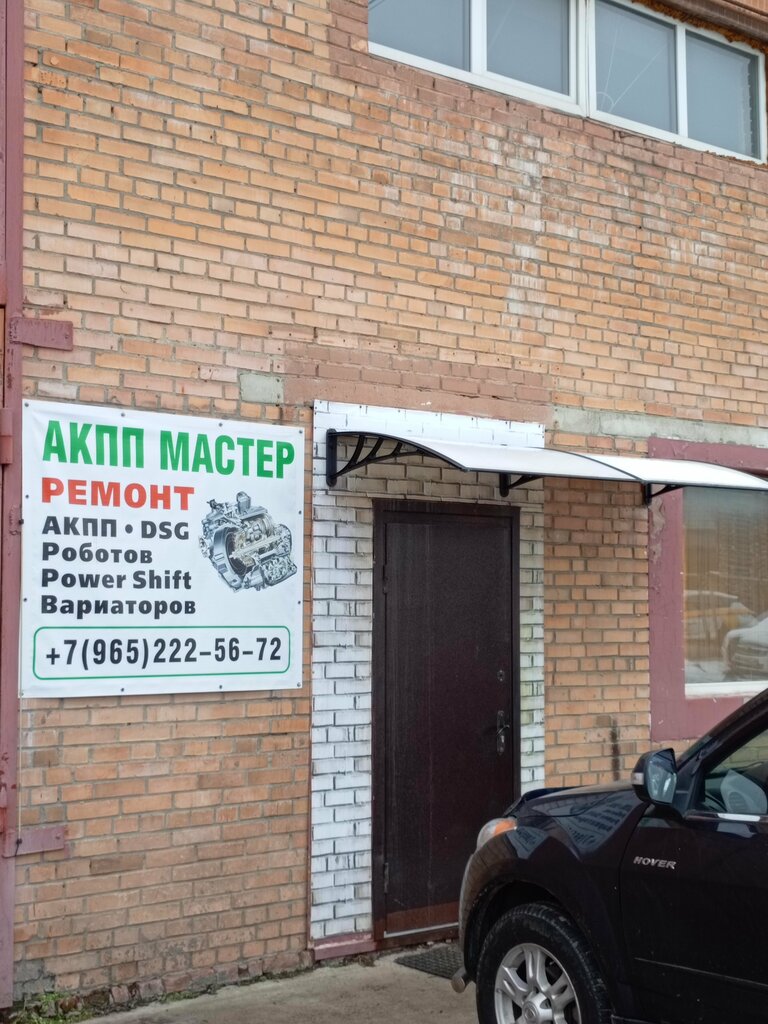 АКПП МАСТЕР
РЕМОНТ
АКПП • DSG
Роботов
Power Shift
Вариаторов
+7(965)222-56-72
HOVER